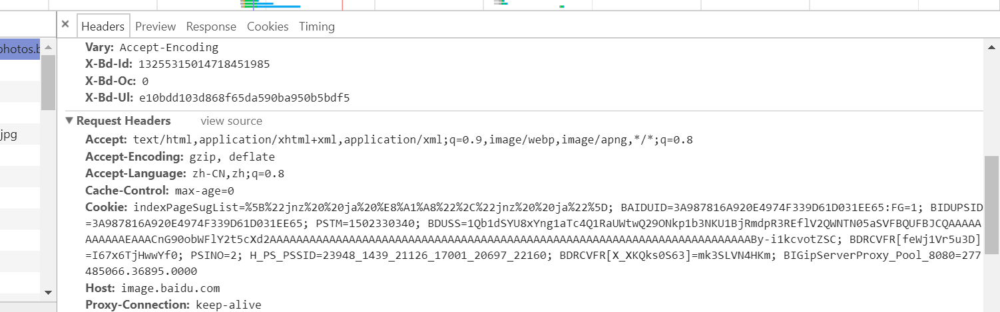 × Headers Preview Response Cookies Timing
photos.b
Vary: Accept-Encoding
X-Bd-Id: 13255315014718451985
X-Bd-Oc: 0
X-Bd-Ul: e10bdd103d868f65da590ba950b5bdf5
Request Headers view source
jpg
Accept: text/html,application/xhtml+xml,application/xml;q=0.9,image/webp,image/apng,*/*;q=0.8
Accept-Encoding: gzip, deflate
Accept-Language: zh-CN,zh;q=0.8
Cache-Control: max-age=0
Cookie: indexPageSugList=%5B%22jnz%20%20ja%20%E8%A1%A8%22%2C%22jnz%20%20ja%22%5D; BAIDUID=3A987816A920E4974F339D61D031EE65:FG=1; BIDUPSID
=3A987816A920E4974F339D61D031EE65; PSTM=1502330340; BDUSS=1Qb1dSYU8xYng1aTc4Q1RaUWtwQ29ONkp1b3NKU1BjRmdpR3REflV2QWNTN05aSVFBQUFBJCQAAAAA
AAAAAAEAAACnG90obWFlY2t5cXd2AAAAAAAAAAAAAAAAAAAAAAAAAAAAAAAAAAAAAAAAAAAAAAAAAAAAAAAAAAAAAAAAAAAAAAAAAABy-i1kcvotZSC; BDRCVFR[feWj1Vr5u3D]
=I67x6TjHwwYf0; PSINO=2; H_PS_PSSID=23948_1439_21126_17001_20697_22160; BDRCVFR[X_XKQks0S63]=mk3SLVN4HKm; BIGipServerProxy_Pool_8080=277
485066.36895.0000
Host: image.baidu.com
Proxy-Connection: keep-alive